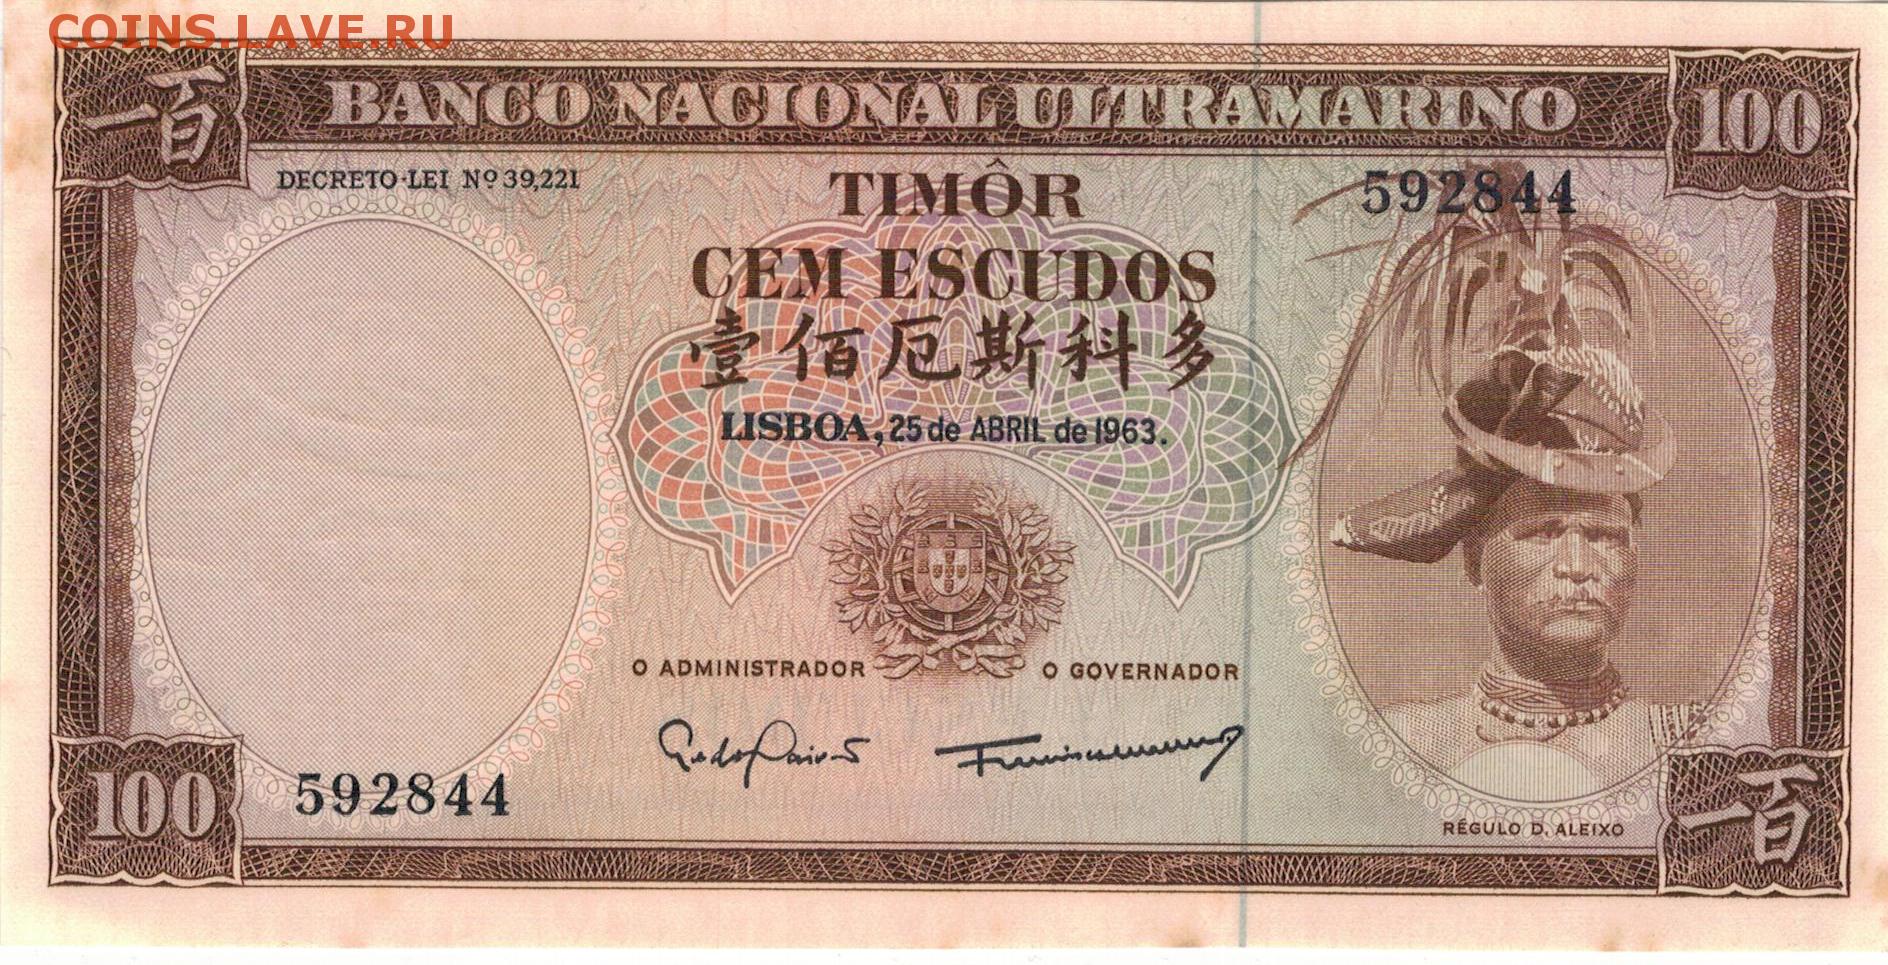 COINS.LAVE.RU
一百
BANCO NACIONAL ULTRAMARINO
100
DECRETO-LEI Nº 39,221
TIMÔR
592844
CEM ESCUDOS
壹佰厄斯科多
LISBOA, 25 de ABRIL de 1963.
O ADMINISTRADOR
O GOVERNADOR
100
592844
RÉGULO D. ALEIXO
一百